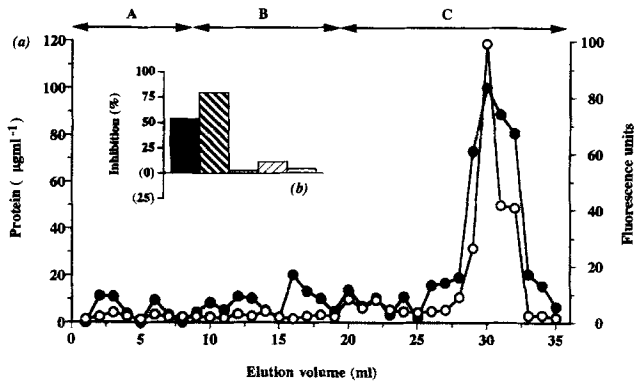 A B C
(a)
120
100
80
60
40
20
0
Protein ( µgml⁻¹)
100
75
50
25
(0)
(25)
Inhibition (%)
(b)
100
80
60
40
20
0
Fluorescence units
0 5 10 15 20 25 30 35
Elution volume (ml)